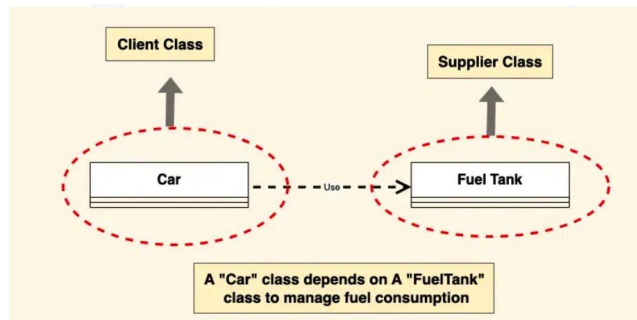 Client Class
Supplier Class
Car
Use
Fuel Tank
A "Car" class depends on A "FuelTank"
class to manage fuel consumption